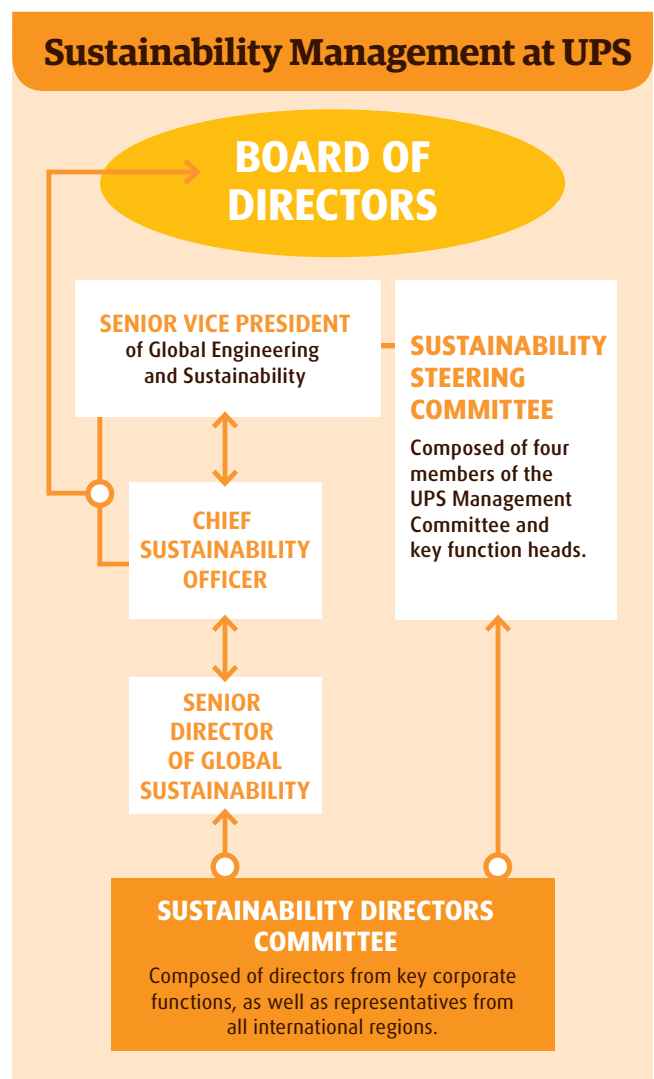 Sustainability Management at UPS
BOARD OF
DIRECTORS
SENIOR VICE PRESIDENT
of Global Engineering
and Sustainability
SUSTAINABILITY
STEERING
COMMITTEE
Composed of four
members of the
UPS Management
Committee and
key function heads.
CHIEF
SUSTAINABILITY
OFFICER
SENIOR
DIRECTOR
OF GLOBAL
SUSTAINABILITY
SUSTAINABILITY DIRECTORS
COMMITTEE
Composed of directors from key corporate
functions, as well as representatives from
all international regions.